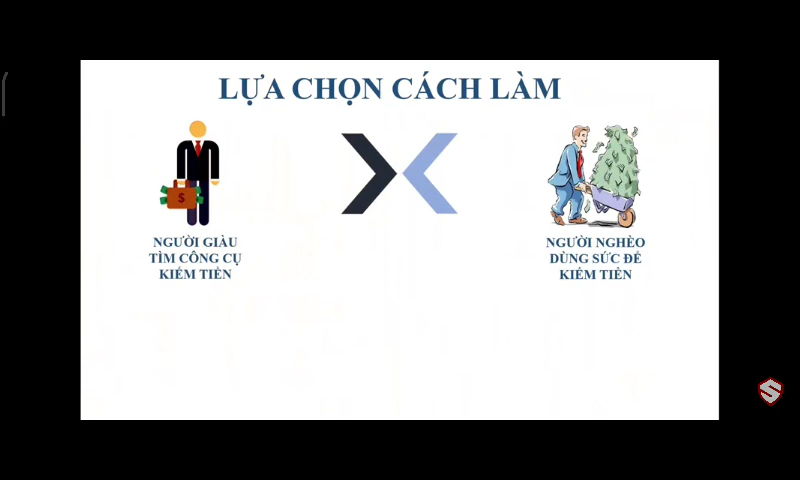 LỰA CHỌN CÁCH LÀM
NGƯỜI GIÀU
TÌM CÔNG CỤ
KIẾM TIỀN
NGƯỜI NGHÈO
DÙNG SỨC ĐỂ
KIẾM TIỀN
$
S